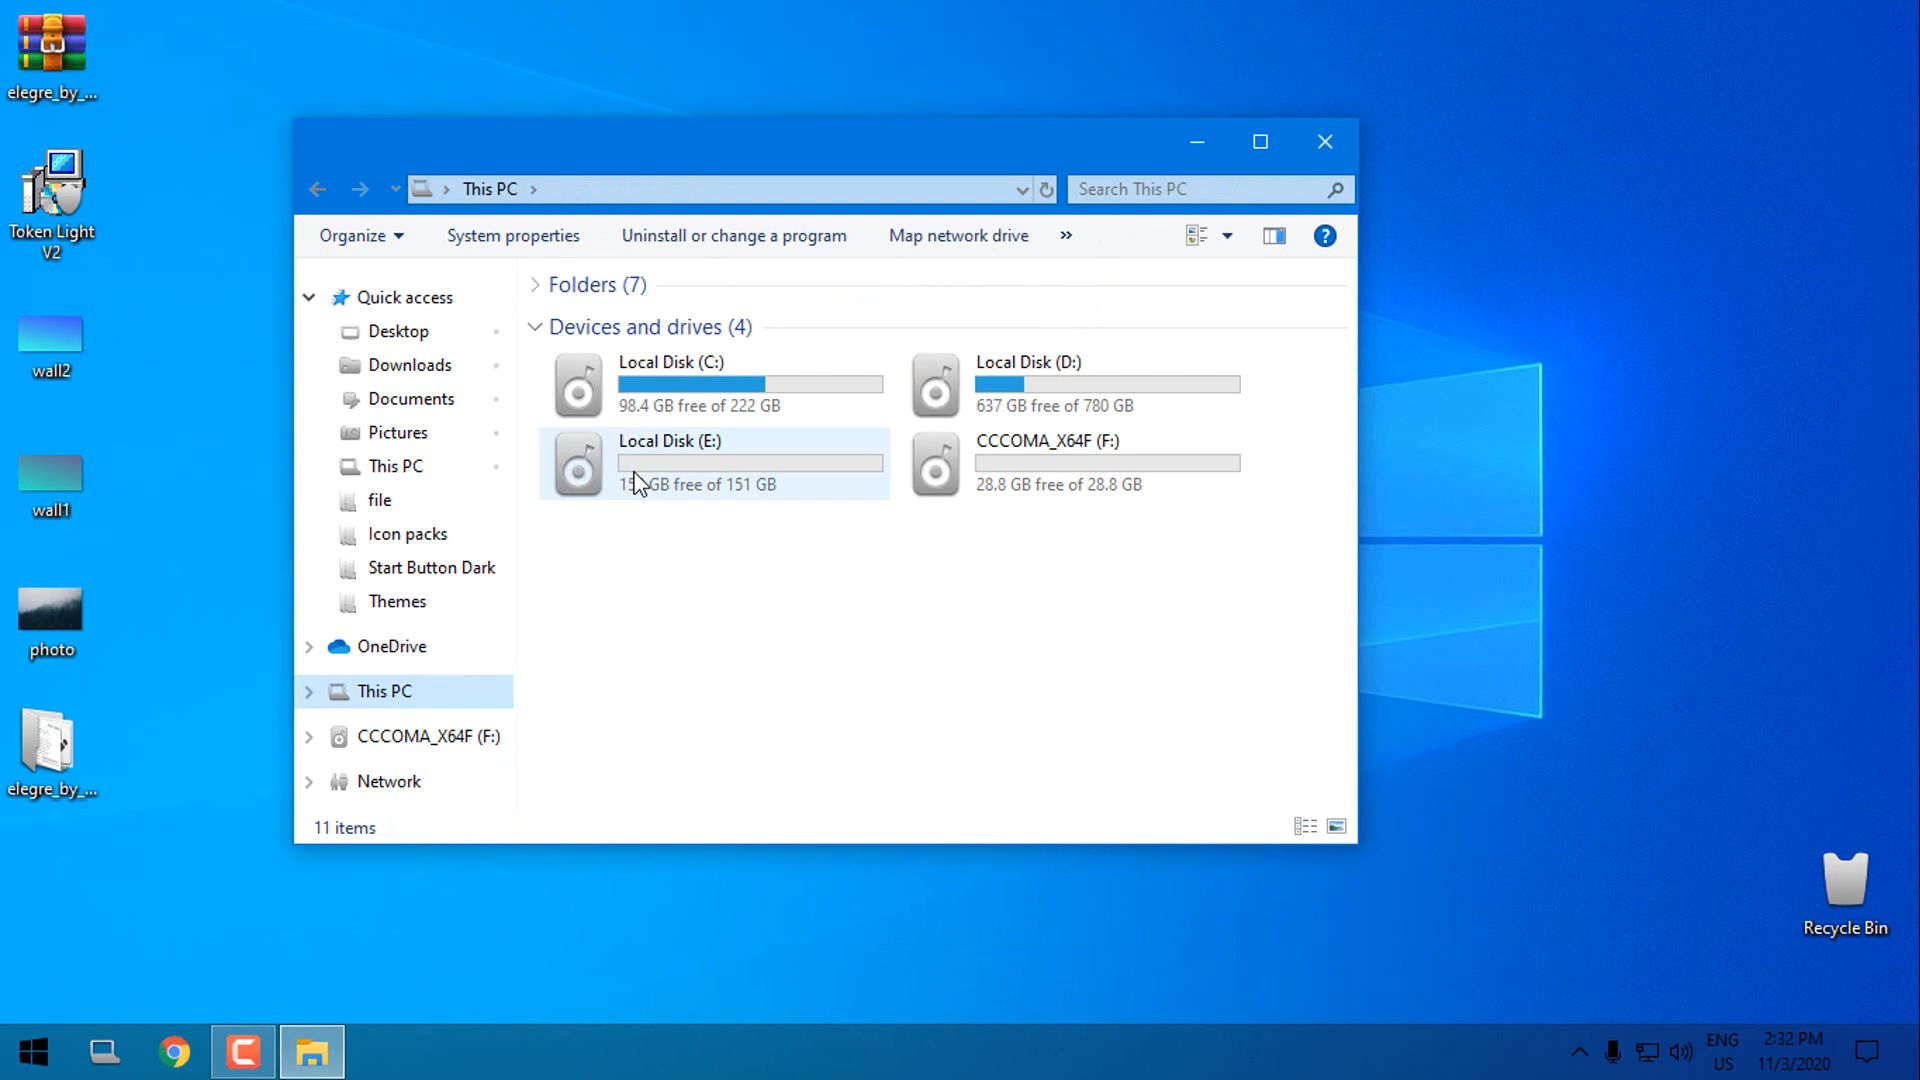 elegre_by_...
Token Light
V2
wall2
wall1
photo
elegre_by_...
This PC
Search This PC
Organize
System properties
Uninstall or change a program
Map network drive
»
Quick access
Desktop
Downloads
Documents
Pictures
This PC
file
Icon packs
Start Button Dark
Themes
OneDrive
This PC
CCCOMA_X64F (F:)
Network
Folders (7)
Devices and drives (4)
Local Disk (C:)
98.4 GB free of 222 GB
Local Disk (D:)
637 GB free of 780 GB
Local Disk (E:)
GB free of 151 GB
CCCOMA_X64F (F:)
28.8 GB free of 28.8 GB
11 items
Recycle Bin
ENG
US
2:32 PM
11/3/2020